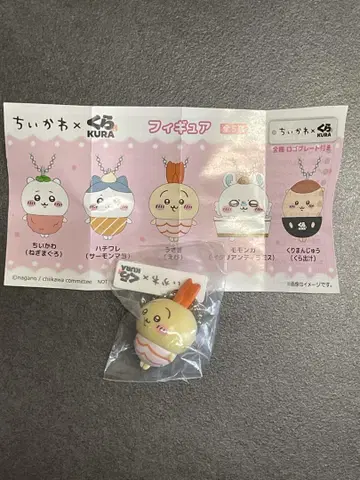 ちいかわ×くら
KURA
フィギュア
ちいかわ×くら
KURA
全種 ロゴプレート付き
ちいかわ
(ねぎまぐろ)
ハチワレ
(サーモンマヨ)
うさぎ
(えび)
モモンガ
くりまんじゅう
(くら出汁)
©nagano / chiikawa committee
NOT
※画像はイメージです。
KURA